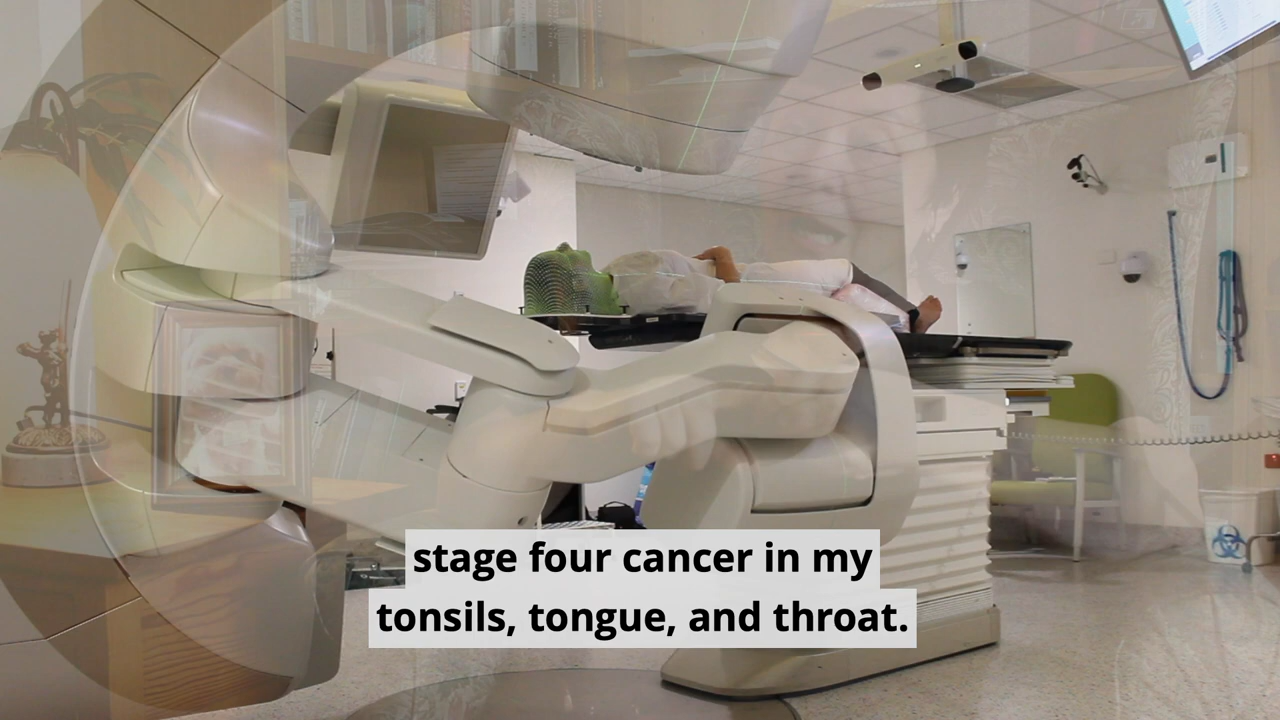 stage four cancer in my
tonsils, tongue, and throat.